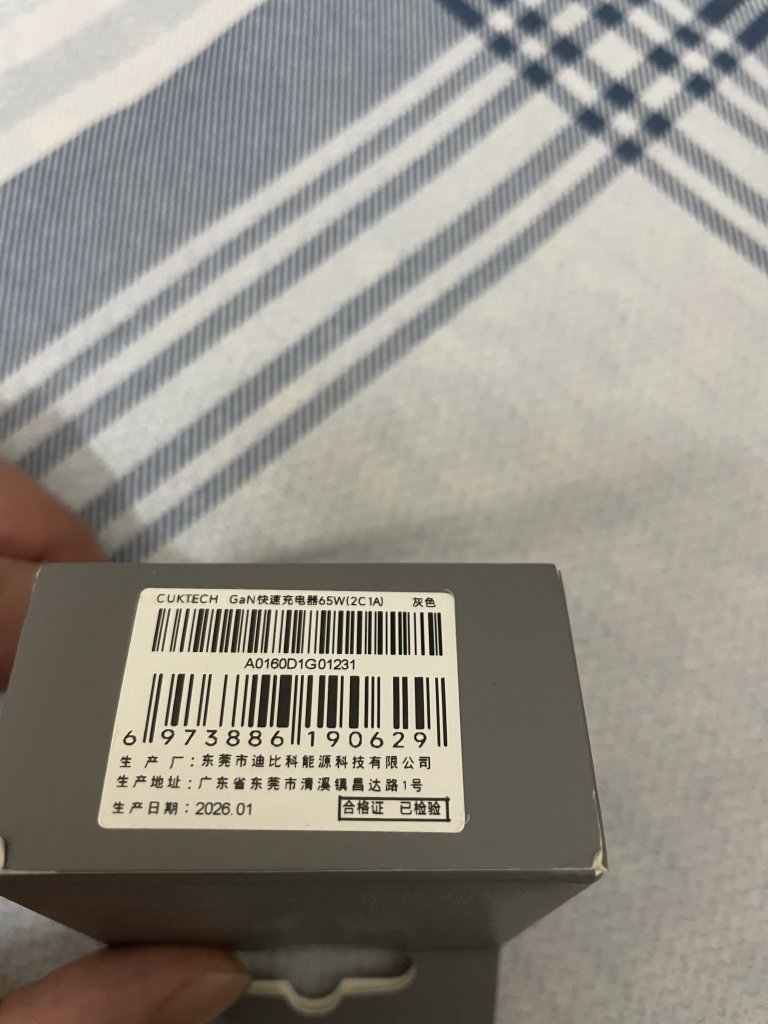 CUKTECH GaN快速充电器65W(2C1A) 灰色
A0160D1G01231
6 973886 190629
生产厂：东莞市迪比科能源科技有限公司
生产地址：广东省东莞市清溪镇昌达路1号
生产日期：2026.01 合格证 已检验